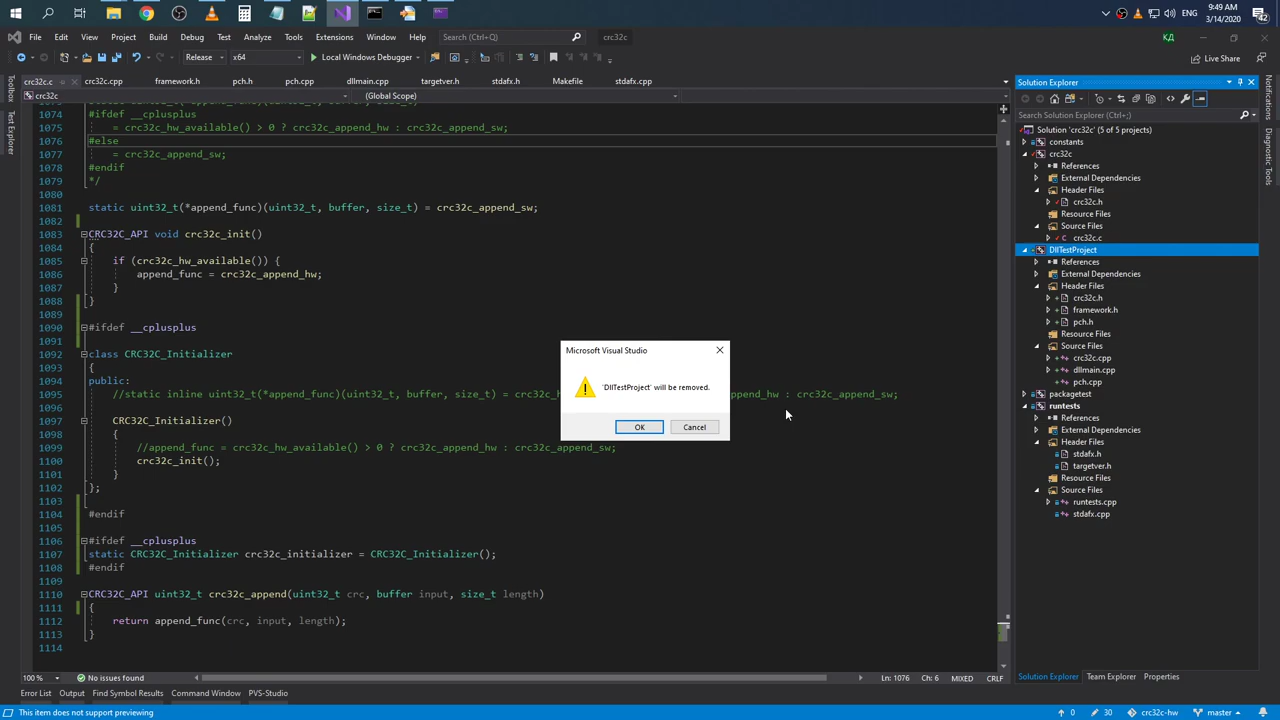 9:49 AM
ENG
3/14/2020
42
File Edit View Project Build Debug Test Analyze Tools Extensions Window Help Search (Ctrl+Q) crc32c
КД
Release x64 Local Windows Debugger Live Share
crc32c.c crc32c.cpp framework.h pch.h pch.cpp dllmain.cpp targetver.h stdafx.h Makefile stdafx.cpp
crc32c (Global Scope)
Toolbox
Test Explorer
1074 #ifdef __cplusplus
1075 = crc32c_hw_available() > 0 ? crc32c_append_hw : crc32c_append_sw;
1076 #else
1077 = crc32c_append_sw;
1078 #endif
1079 */
1080
1081 static uint32_t(*append_func)(uint32_t, buffer, size_t) = crc32c_append_sw;
1082
1083 CRC32C_API void crc32c_init()
1084 {
1085 if (crc32c_hw_available()) {
1086 append_func = crc32c_append_hw;
1087 }
1088 }
1089
1090 #ifdef __cplusplus
1091
1092 class CRC32C_Initializer
1093 {
1094 public:
1095 //static inline uint32_t(*append_func)(uint32_t, buffer, size_t) = crc32c_h append_hw : crc32c_append_sw;
1096
1097 CRC32C_Initializer()
1098 {
1099 //append_func = crc32c_hw_available() > 0 ? crc32c_append_hw : crc32c_append_sw;
1100 crc32c_init();
1101 }
1102 };
1103
1104 #endif
1105
1106 #ifdef __cplusplus
1107 static CRC32C_Initializer crc32c_initializer = CRC32C_Initializer();
1108 #endif
1109
1110 CRC32C_API uint32_t crc32c_append(uint32_t crc, buffer input, size_t length)
1111 {
1112 return append_func(crc, input, length);
1113 }
1114
Microsoft Visual Studio
'DllTestProject' will be removed.
OK Cancel
Solution Explorer
Search Solution Explorer (Ctrl+;)
Solution 'crc32c' (5 of 5 projects)
constants
crc32c
References
External Dependencies
Header Files
crc32c.h
Resource Files
Source Files
crc32c.c
DllTestProject
References
External Dependencies
Header Files
crc32c.h
framework.h
pch.h
Resource Files
Source Files
crc32c.cpp
dllmain.cpp
pch.cpp
packagetest
runtests
References
External Dependencies
Header Files
stdafx.h
targetver.h
Resource Files
Source Files
runtests.cpp
stdafx.cpp
Notifications
Diagnostic Tools
100 % No issues found Ln: 1076 Ch: 6 MIXED CRLF
Solution Explorer Team Explorer Properties
Error List Output Find Symbol Results Command Window PVS-Studio
This item does not support previewing 0 30 crc32c-hw master